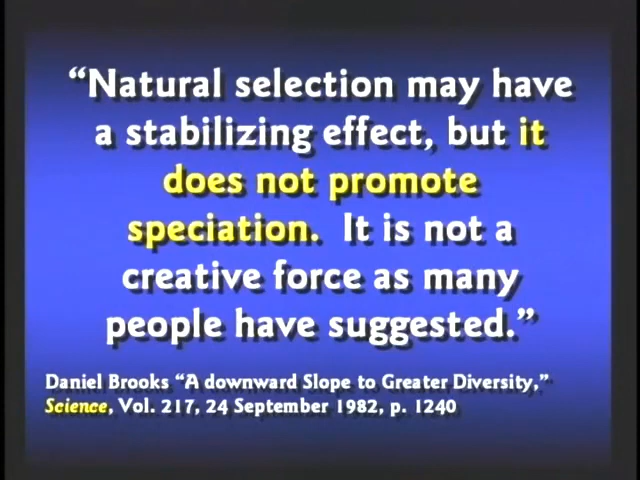 “Natural selection may have
a stabilizing effect, but it
does not promote
speciation. It is not a
creative force as many
people have suggested.”
Daniel Brooks “A downward Slope to Greater Diversity,”
Science, Vol. 217, 24 September 1982, p. 1240